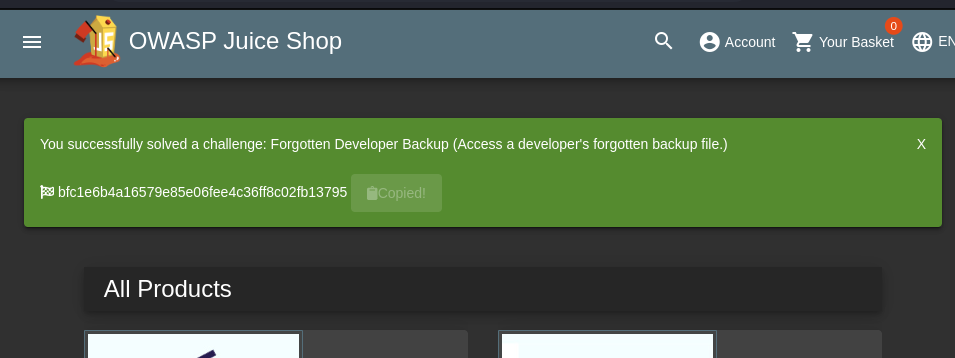 OWASP Juice Shop
Account
Your Basket
0
EN
You successfully solved a challenge: Forgotten Developer Backup (Access a developer's forgotten backup file.)
X
bfc1e6b4a16579e85e06fee4c36ff8c02fb13795 Copied!
All Products